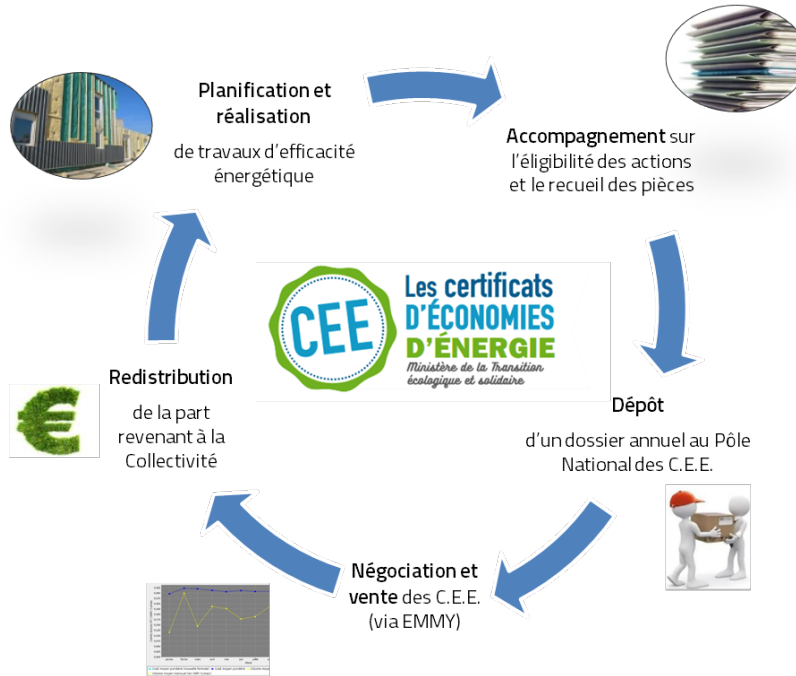 Planification et
réalisation
de travaux d'efficacité
énergétique
Accompagnement sur
l'éligibilité des actions
et le recueil des pièces
CEE
Les certificats
D'ÉCONOMIES
D'ÉNERGIE
Ministère de la Transition
écologique et solidaire
Dépôt
d'un dossier annuel au Pôle
National des C.E.E.
Négociation et
vente des C.E.E.
(via EMMY)
Redistribution
de la part
revenant à la
Collectivité